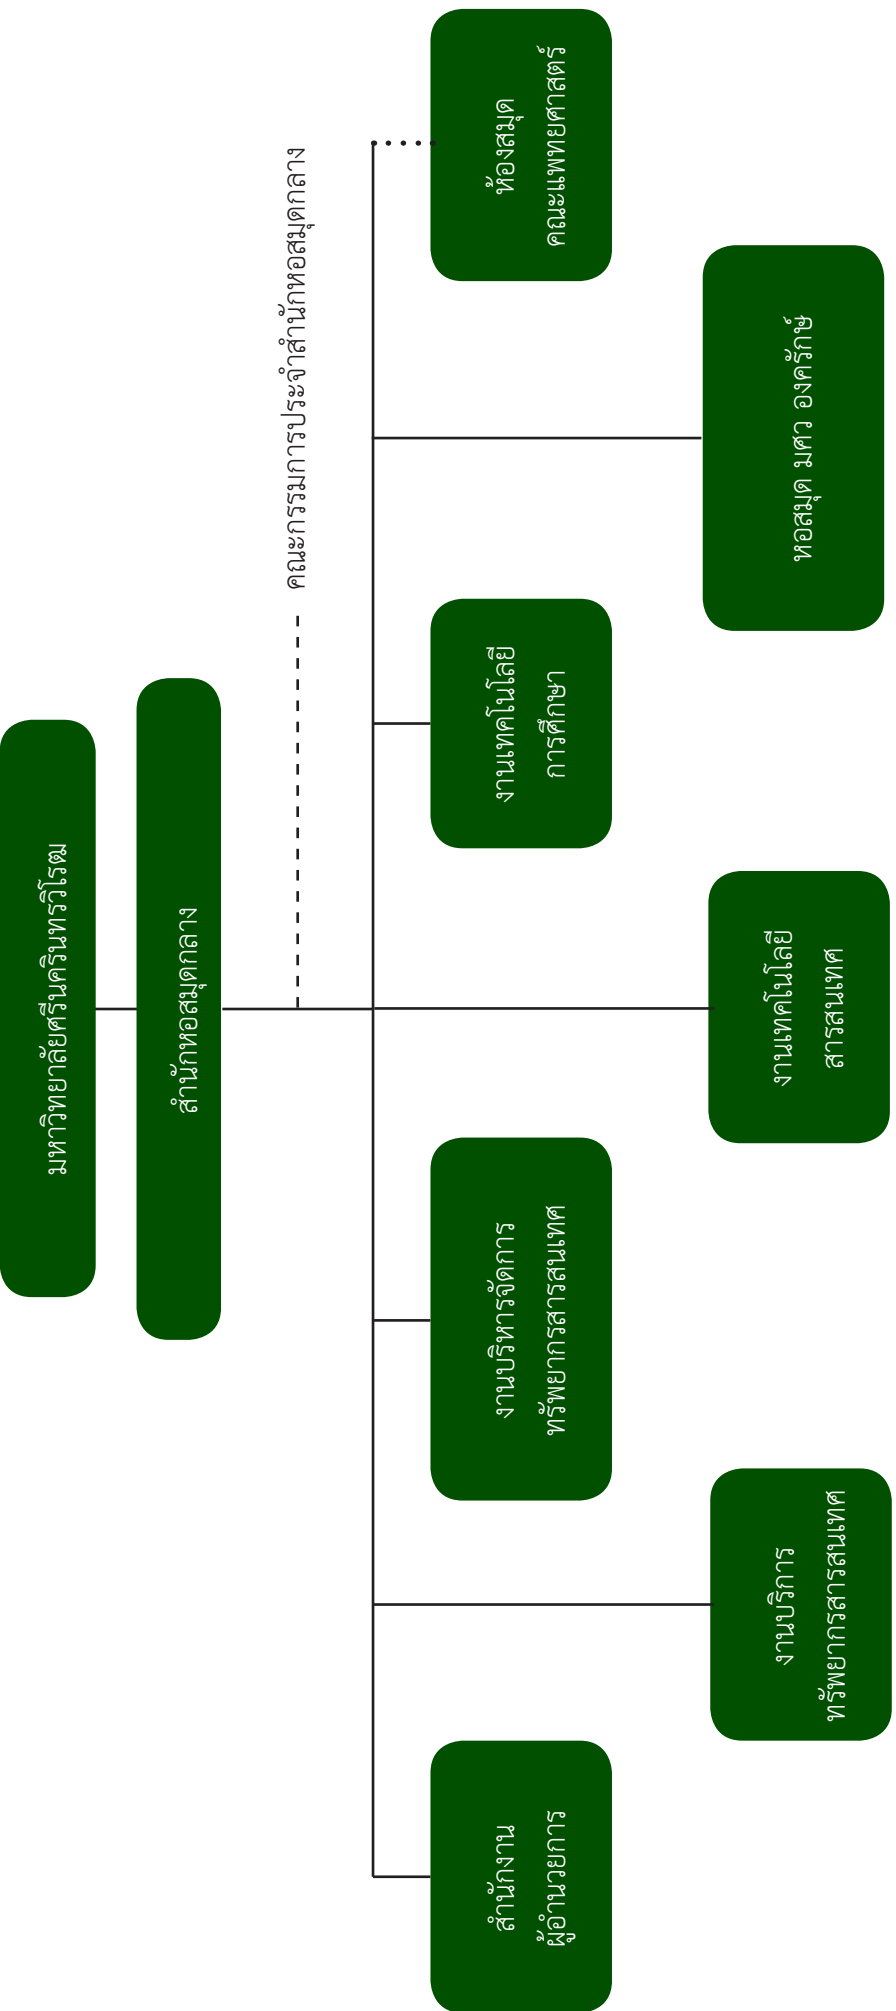 มหาวิทยาลัยศรีนครินทรวิโรฒ
สำนักหอสมุดกลาง
คณะกรรมการประจำสำนักหอสมุดกลาง
สำนักงาน
ผู้อำนวยการ
งานบริการ
ทรัพยากรสารสนเทศ
งานบริหารจัดการ
ทรัพยากรสารสนเทศ
งานเทคโนโลยี
สารสนเทศ
งานเทคโนโลยี
การศึกษา
หอสมุด มศว องครักษ์
ห้องสมุด
คณะแพทยศาสตร์